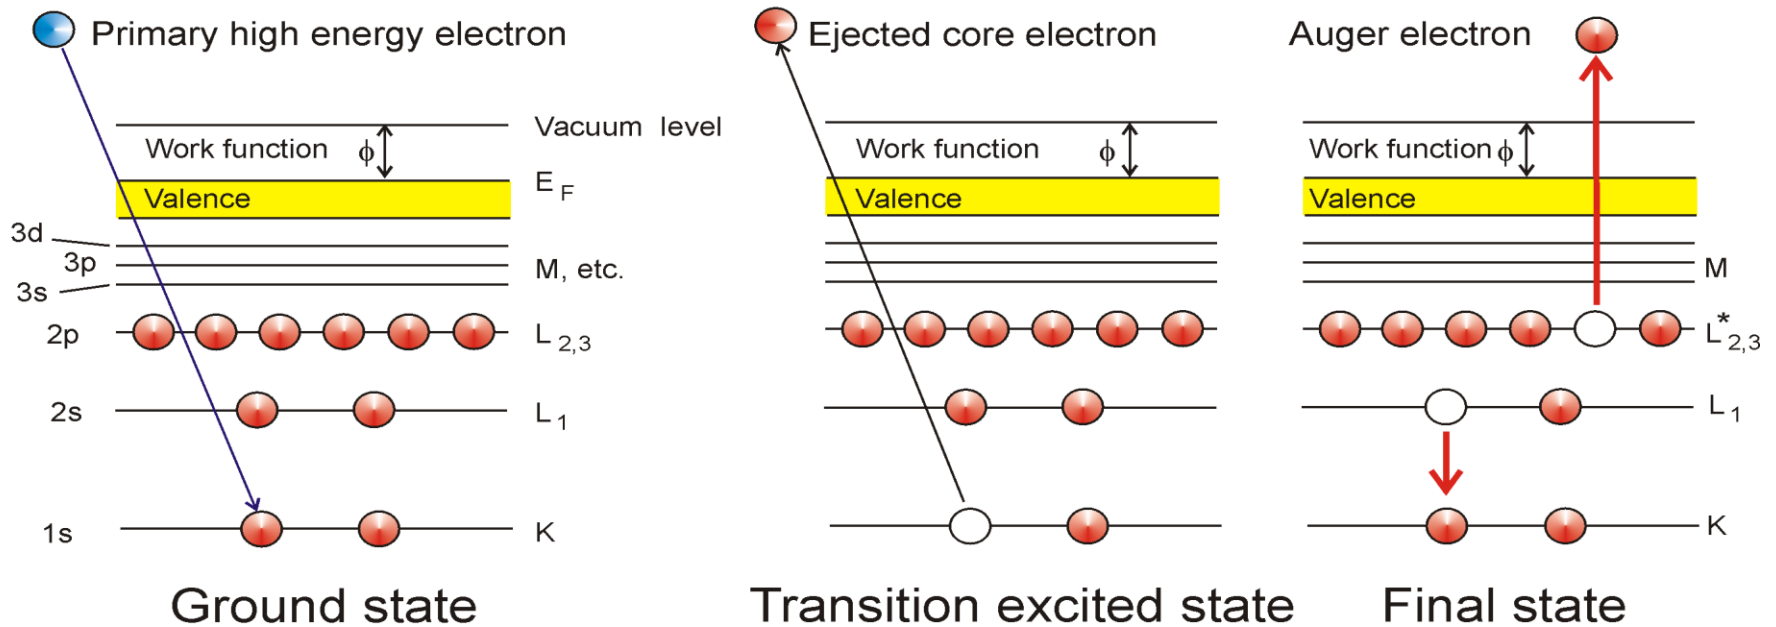 Primary high energy electron
Vacuum level
Work function ϕ
E F
Valence
3d
3p
M, etc.
3s
2p
L 2,3
2s
L 1
1s
K
Ground state
Ejected core electron
Work function ϕ
Valence
Transition excited state
Auger electron
Work function ϕ
Valence
M
L* 2,3
L 1
K
Final state